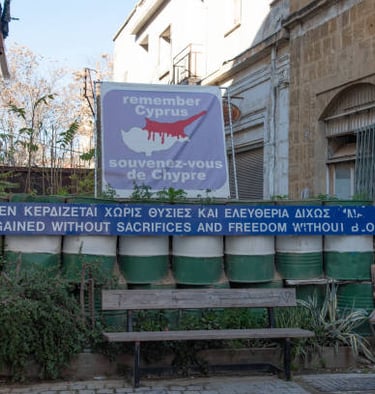 remember
Cyprus
souvenez-vous
de Chypre
ΕΝ ΚΕΡΔΙΖΕΤΑΙ ΧΩΡΙΣ ΘΥΣΙΕΣ ΚΑΙ ΕΛΕΥΘΕΡΙΑ ΔΙΧΩΣ
GAINED WITHOUT SACRIFICES AND FREEDOM WITHOUT